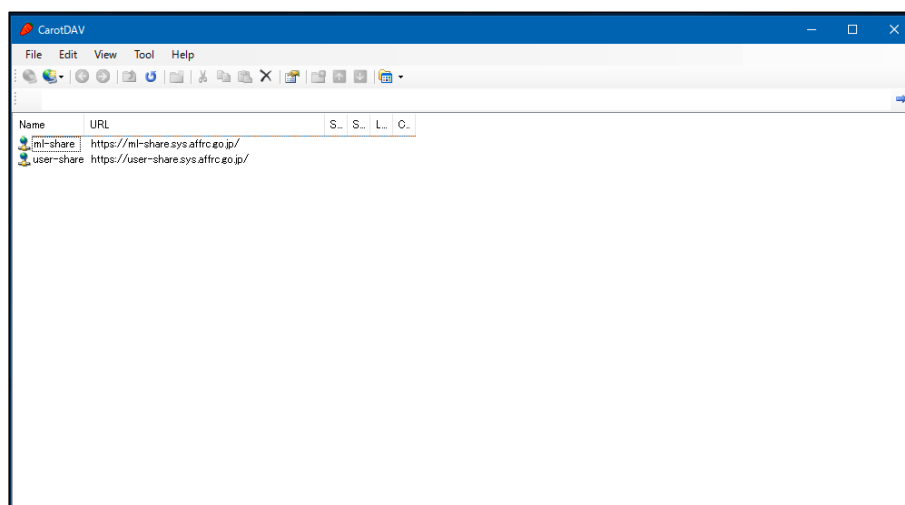 CarotDAV
File Edit View Tool Help
Name URL S... S... L... C...
ml-share https://ml-share.sys.affrc.go.jp/
user-share https://user-share.sys.affrc.go.jp/